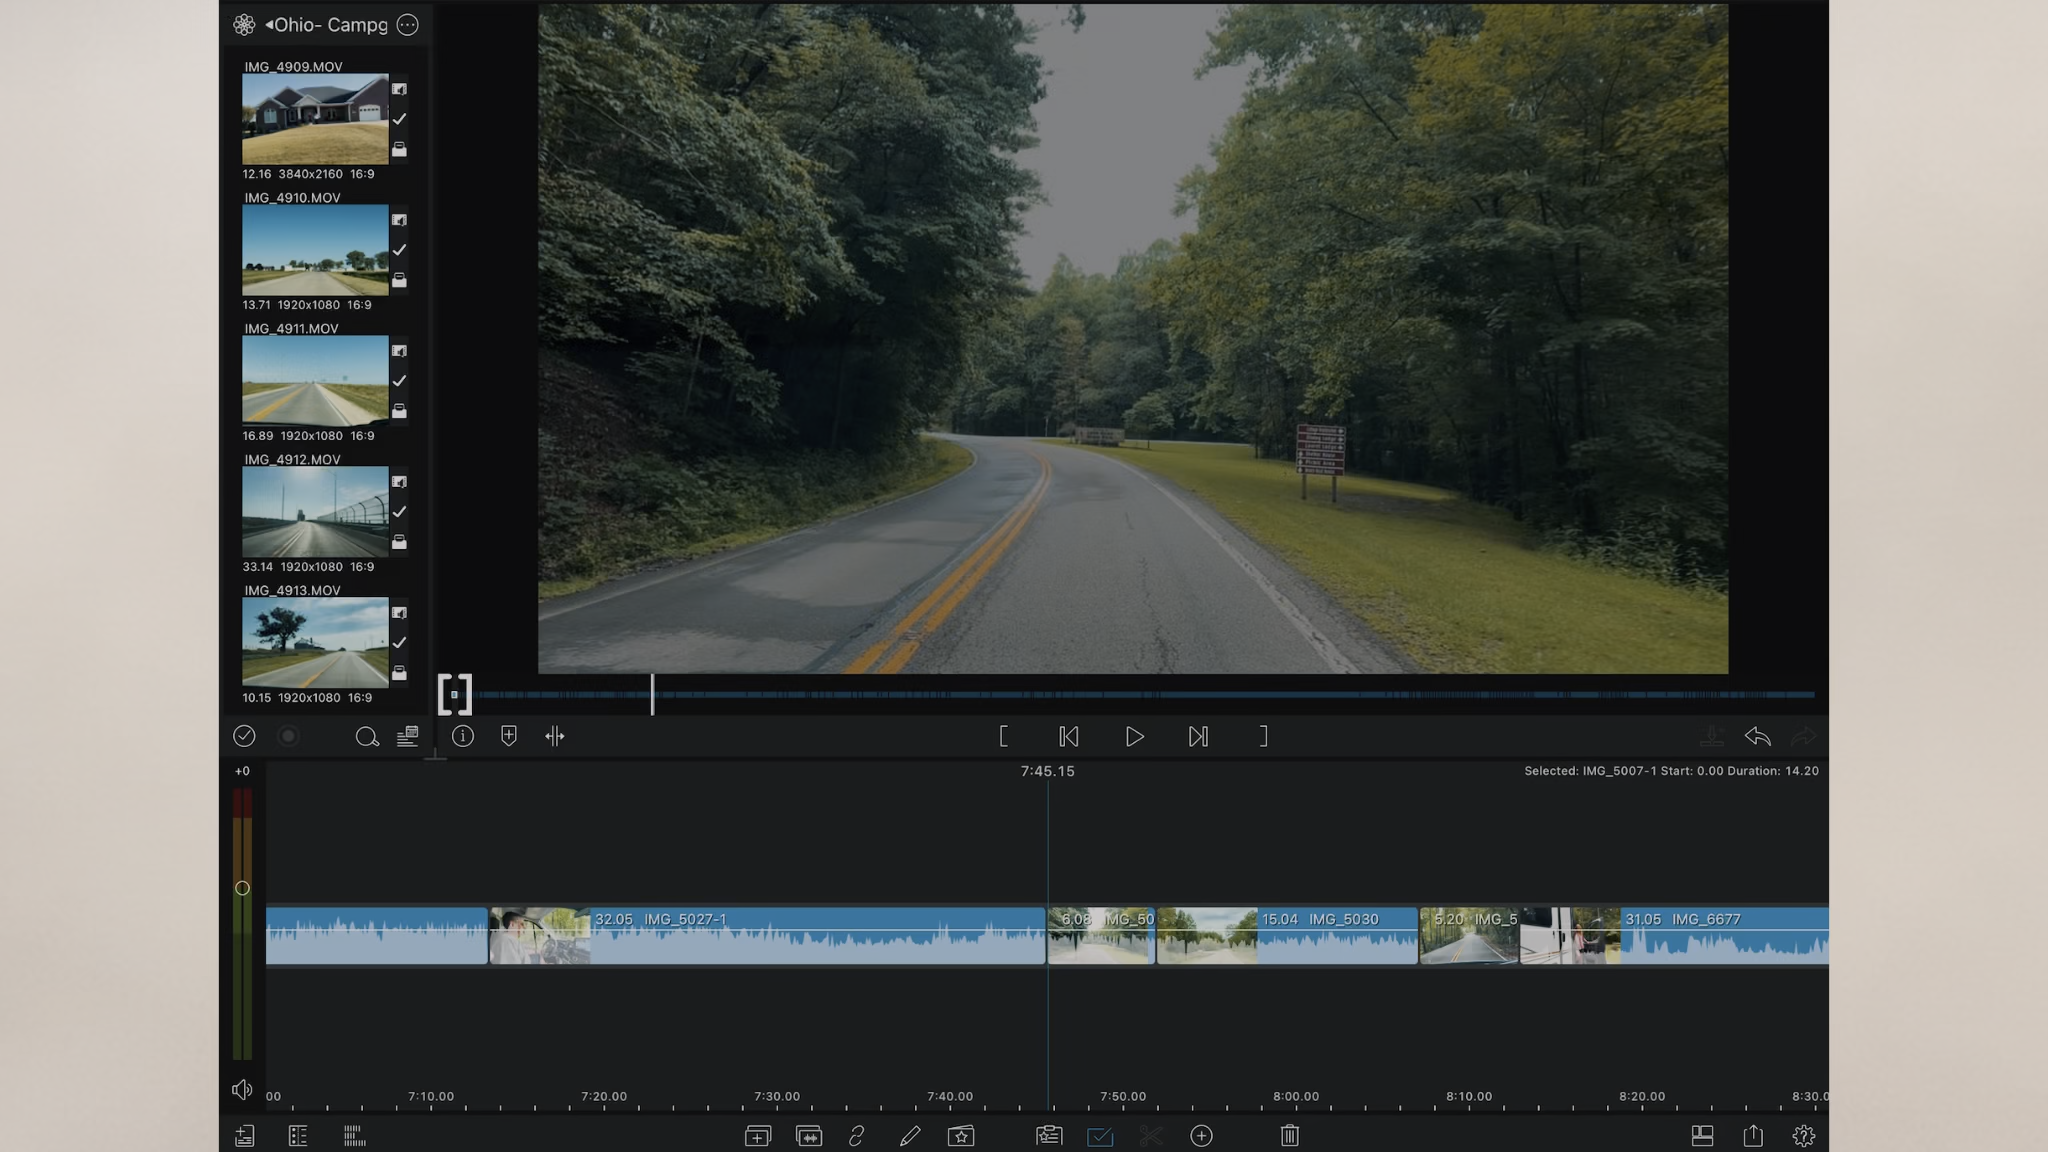 ◂Ohio- Campg
IMG_4909.MOV
12.16 3840x2160 16:9
IMG_4910.MOV
13.71 1920x1080 16:9
IMG_4911.MOV
16.89 1920x1080 16:9
IMG_4912.MOV
33.14 1920x1080 16:9
IMG_4913.MOV
10.15 1920x1080 16:9
+0
7:45.15
Selected: IMG_5007-1 Start: 0.00 Duration: 14.20
32.05 IMG_5027-1
6.08 IMG_50
15.04 IMG_5030
5.20 IMG_5
31.05 IMG_6677
00 7:10.00 7:20.00 7:30.00 7:40.00 7:50.00 8:00.00 8:10.00 8:20.00 8:30.0